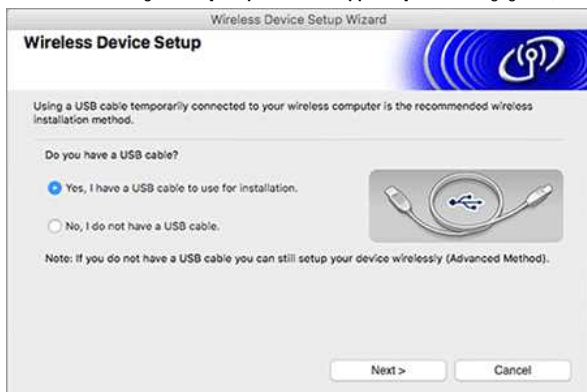 Wireless Device Setup Wizard
Wireless Device Setup
Using a USB cable temporarily connected to your wireless computer is the recommended wireless
installation method.
Do you have a USB cable?
Yes, I have a USB cable to use for installation.
No, I do not have a USB cable.
Note: If you do not have a USB cable you can still setup your device wirelessly (Advanced Method).
Next >
Cancel